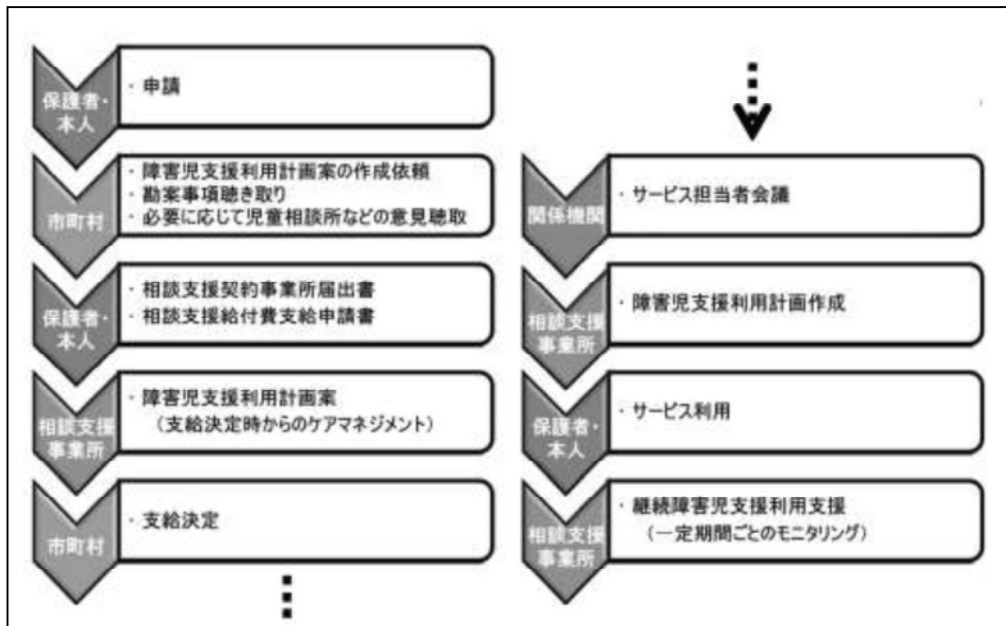 保護者・
本人
・ 申請
市町村
・ 障害児支援利用計画案の作成依頼
・ 勘案事項聴き取り
・ 必要に応じて児童相談所などの意見聴取
保護者・
本人
・ 相談支援契約事業所届出書
・ 相談支援給付費支給申請書
相談支援
事業所
・ 障害児支援利用計画案
（支給決定時からのケアマネジメント）
市町村
・ 支給決定
関係機関
・ サービス担当者会議
相談支援
事業所
・ 障害児支援利用計画作成
保護者・
本人
・ サービス利用
相談支援
事業所
・ 継続障害児支援利用支援
（一定期間ごとのモニタリング）